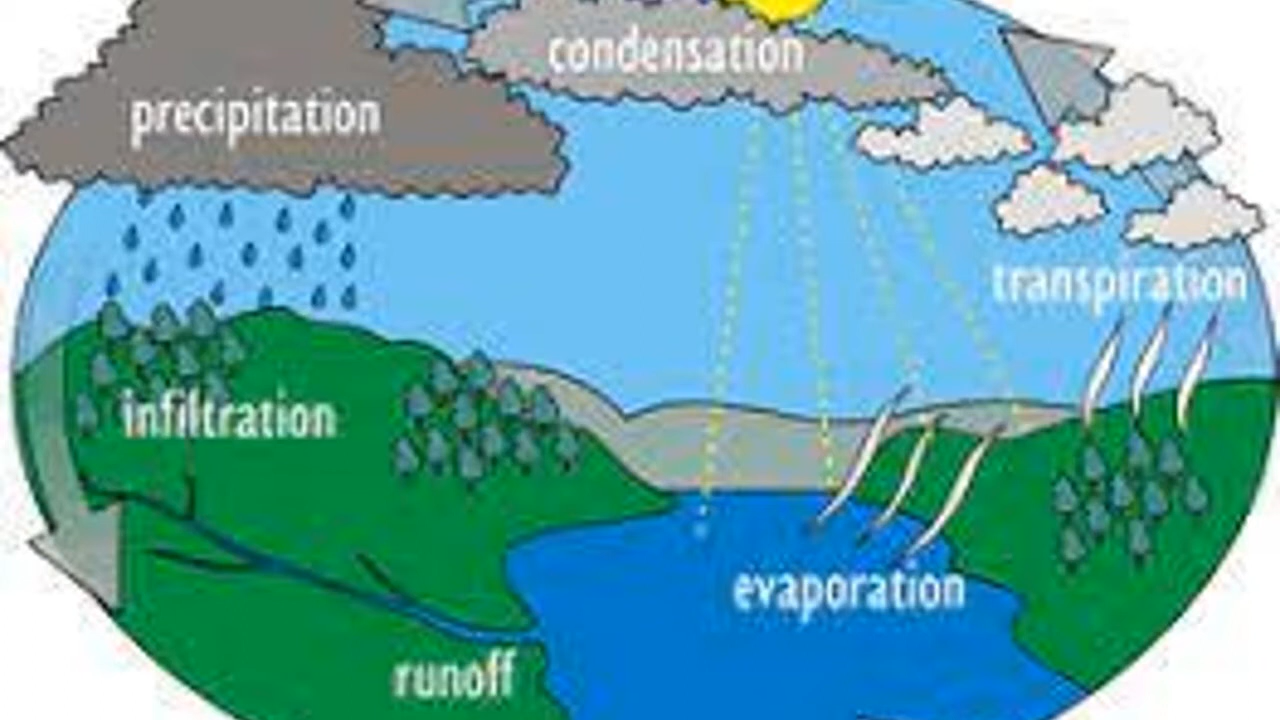 condensation
precipitation
transpiration
infiltration
evaporation
runoff